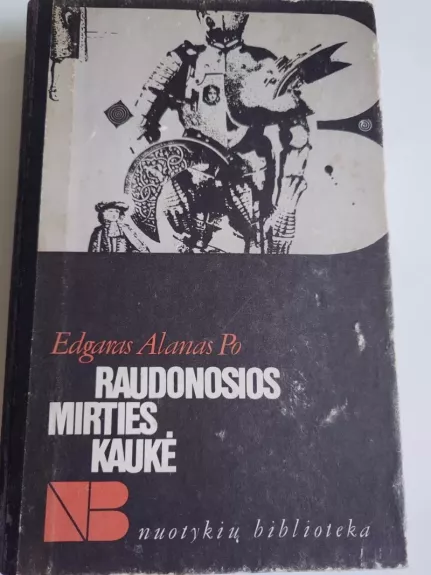 Edgaras Alanas Po
RAUDONOSIOS
MIRTIES
KAUKĖ
NB nuotykių biblioteka